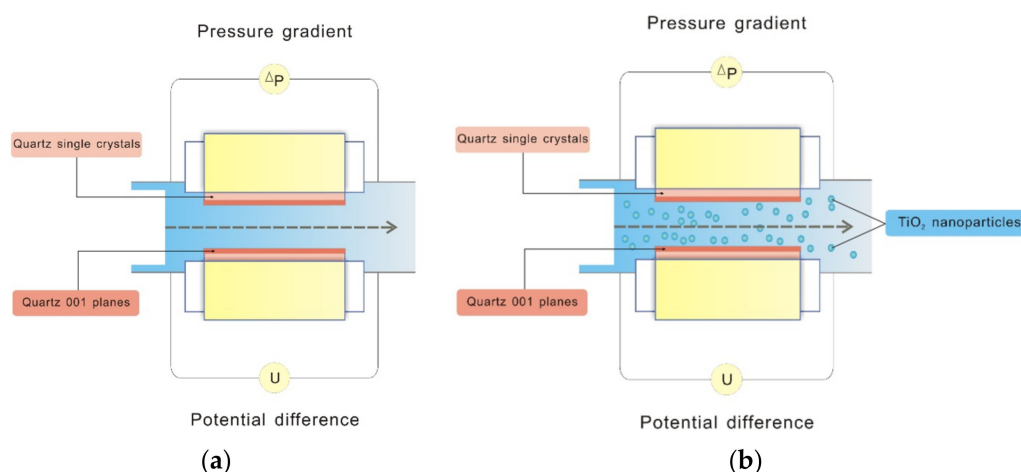 Pressure gradient
ΔP
Quartz single crystals
Quartz 001 planes
U
Potential difference
(a)
Pressure gradient
ΔP
Quartz single crystals
TiO₂ nanoparticles
Quartz 001 planes
U
Potential difference
(b)